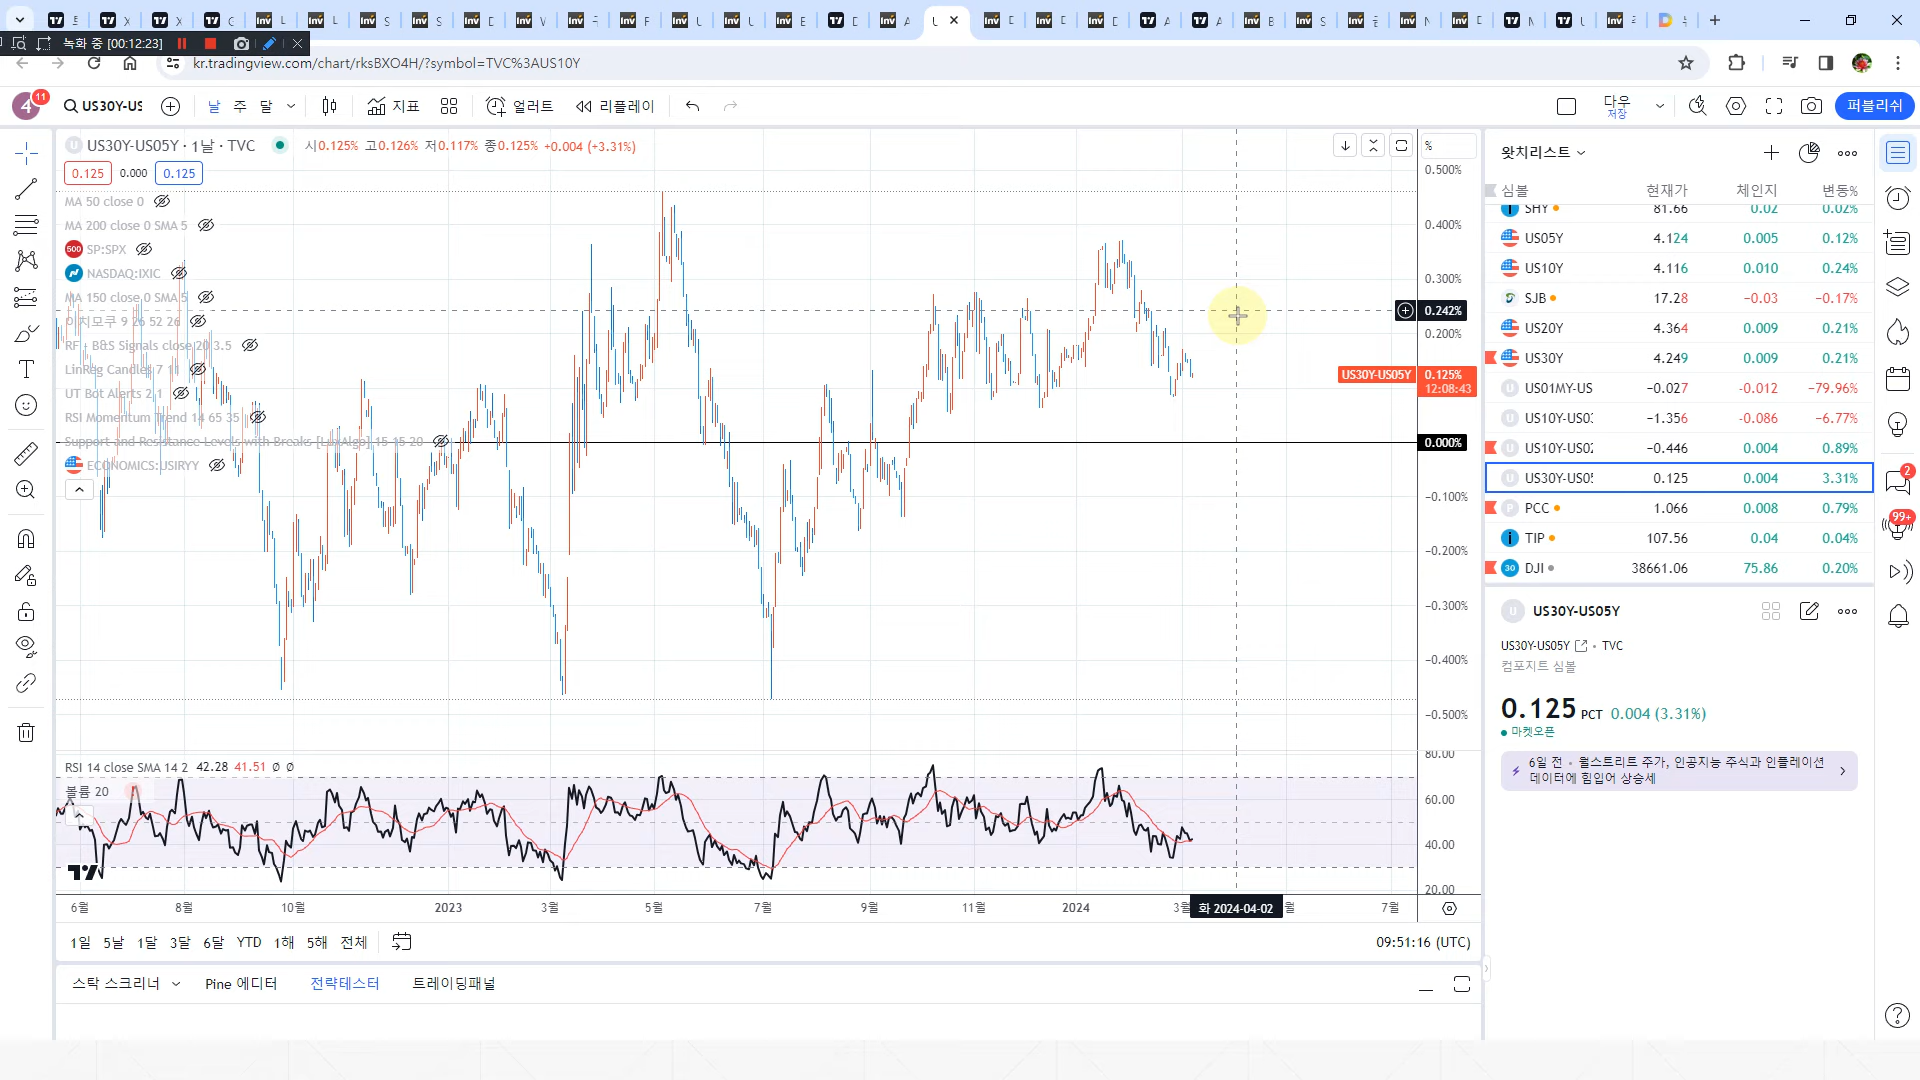 녹화 중 [00:12:23]
kr.tradingview.com/chart/rksBXO4H/?symbol=TVC%3AUS10Y
4 11 US30Y-US 날 주 달 지표 얼러트 리플레이 다우 저장 퍼블리쉬
US30Y-US05Y · 1날 · TVC 시0.125% 고0.126% 저0.117% 종0.125% +0.004 (+3.31%)
0.125 0.000 0.125
MA 50 close 0
MA 200 close 0 SMA 5
500 SP:SPX
NASDAQ:IXIC
MA 150 close 0 SMA 5
이치모쿠 9 26 52 26
RF - B&S Signals close 20 3.5
LinReg Candles 7 11
UT Bot Alerts 2 1
RSI Momentum Trend 14 65 35
Support and Resistance Levels with Breaks [LuxAlgo] 15 15 20
ECONOMICS:USIRYY
%
0.500%
0.400%
0.300%
0.242%
0.200%
US30Y-US05Y 0.125%
12:08:43
0.000%
−0.100%
−0.200%
−0.300%
−0.400%
−0.500%
RSI 14 close SMA 14 2 42.28 41.51 ∅ ∅
볼륨 20
80.00
60.00
40.00
20.00
6월 8월 10월 2023 3월 5월 7월 9월 11월 2024 3월 화 2024-04-02 월 7월
1일 5날 1달 3달 6달 YTD 1해 5해 전체
09:51:16 (UTC)
스탁 스크리너 Pine 에디터 전략테스터 트레이딩패널
왓치리스트
심볼 현재가 체인지 변동%
SHY 81.66 0.02 0.02%
US05Y 4.124 0.005 0.12%
US10Y 4.116 0.010 0.24%
SJB 17.28 −0.03 −0.17%
US20Y 4.364 0.009 0.21%
US30Y 4.249 0.009 0.21%
US01MY-US −0.027 −0.012 −79.96%
US10Y-US0 −1.356 −0.086 −6.77%
US10Y-US0 −0.446 0.004 0.89%
US30Y-US0 0.125 0.004 3.31%
PCC 1.066 0.008 0.79%
TIP 107.56 0.04 0.04%
30 DJI 38661.06 75.86 0.20%
US30Y-US05Y
US30Y-US05Y • TVC
컴포지트 심볼
0.125 PCT 0.004 (3.31%)
마켓오픈
6일 전 • 월스트리트 주가, 인공지능 주식과 인플레이션
데이터에 힘입어 상승세
2
99+